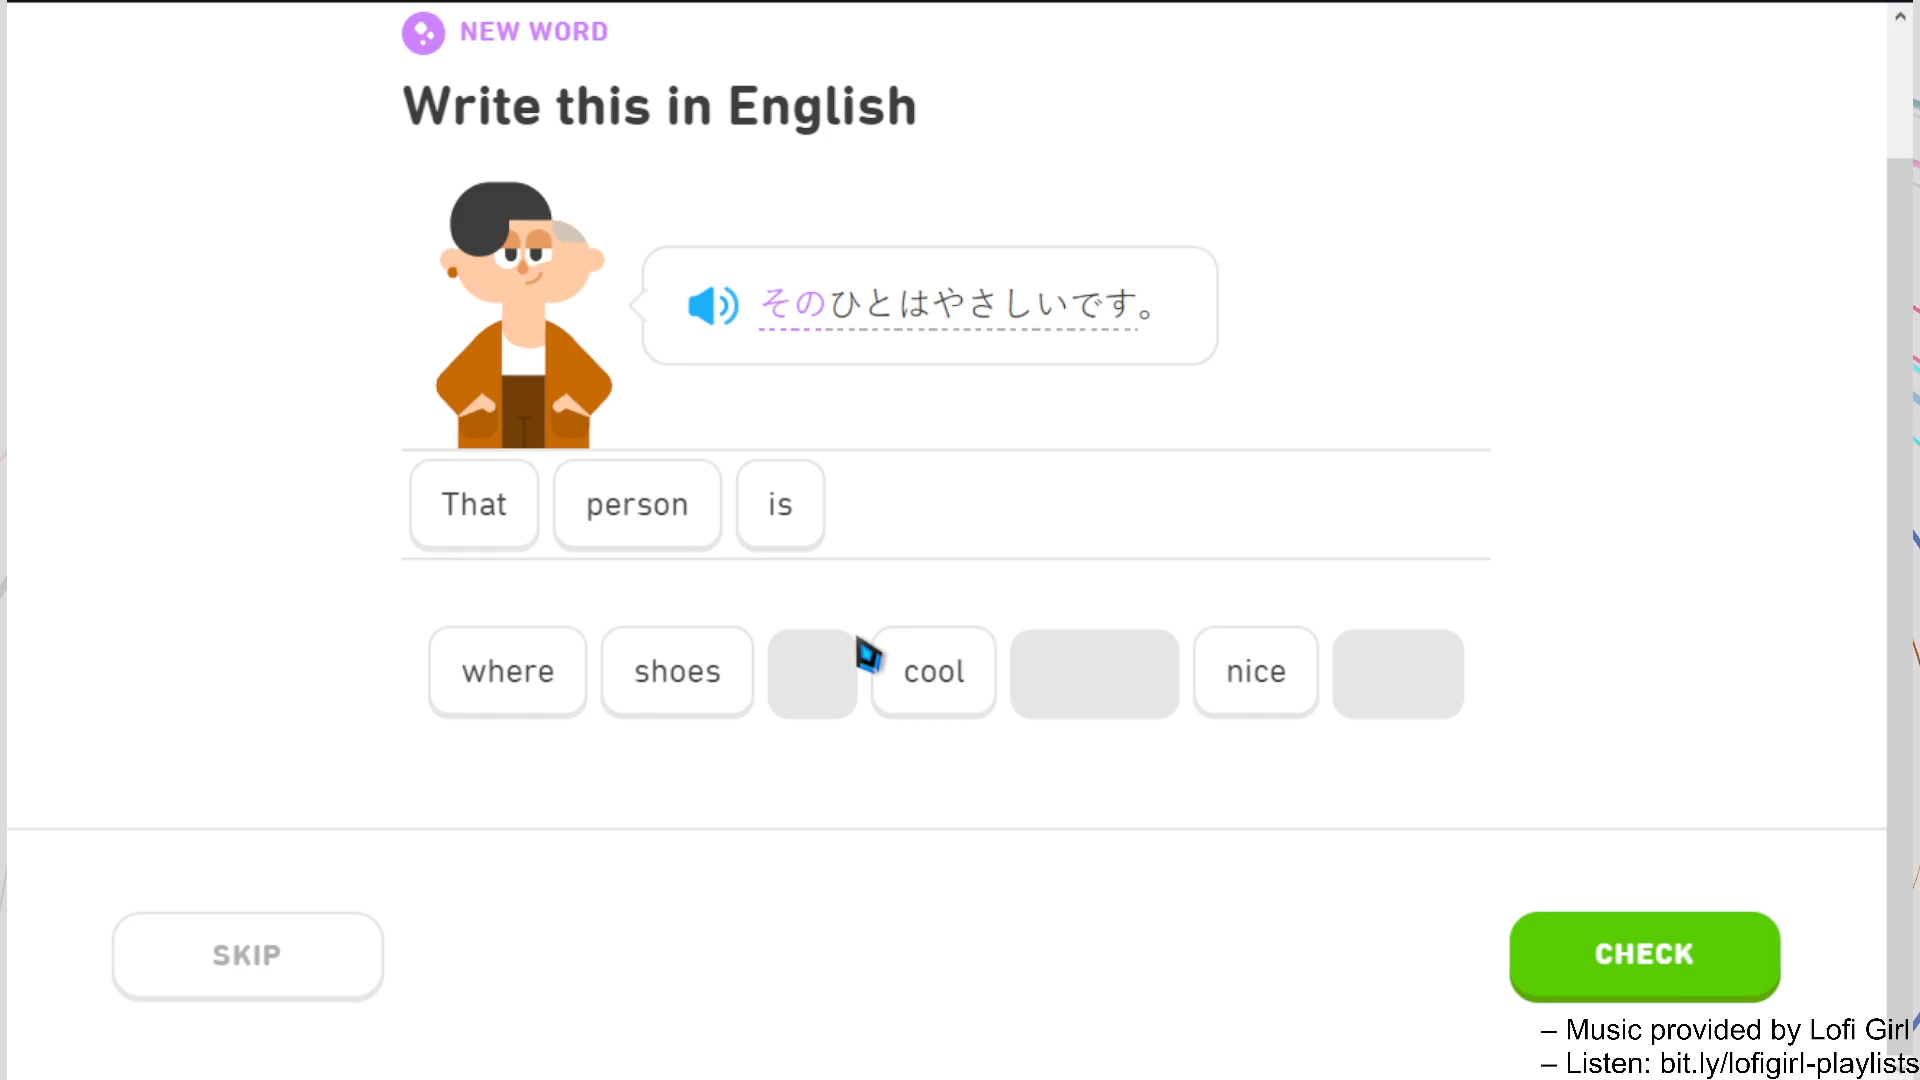 NEW WORD
Write this in English
そのひとはやさしいです。
That person is
where shoes cool nice
SKIP
CHECK
– Music provided by Lofi Girl
– Listen: bit.ly/lofigirl-playlists